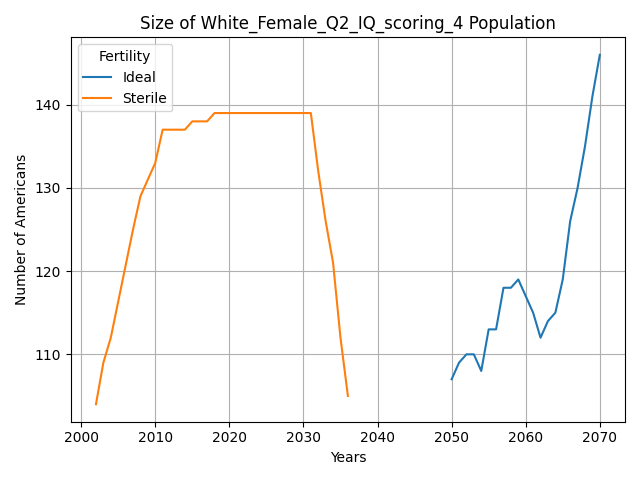 Size of White_Female_Q2_IQ_scoring_4 Population
Fertility
Ideal
Sterile
Number of Americans
140
130
120
110
2000 2010 2020 2030 2040 2050 2060 2070
Years